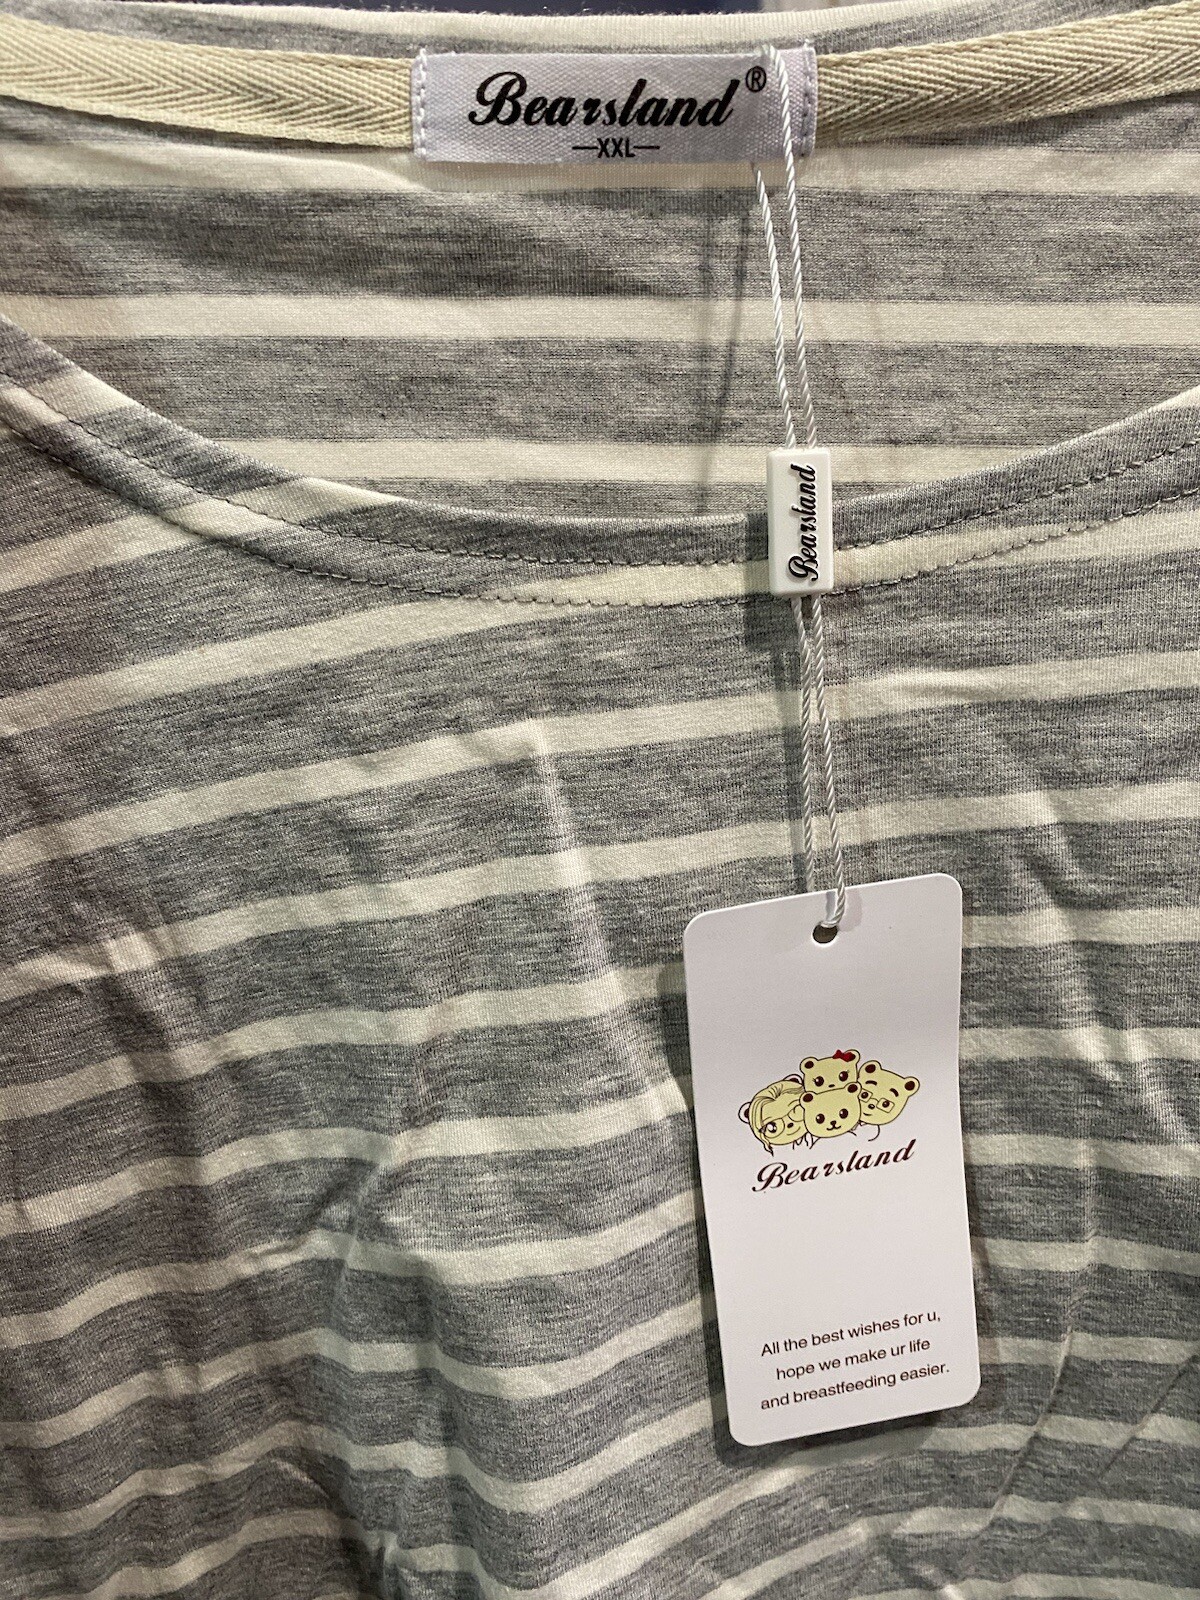 Bearsland®
—XXL—
Bearsland
Bearsland
All the best wishes for u,
hope we make ur life
and breastfeeding easier.